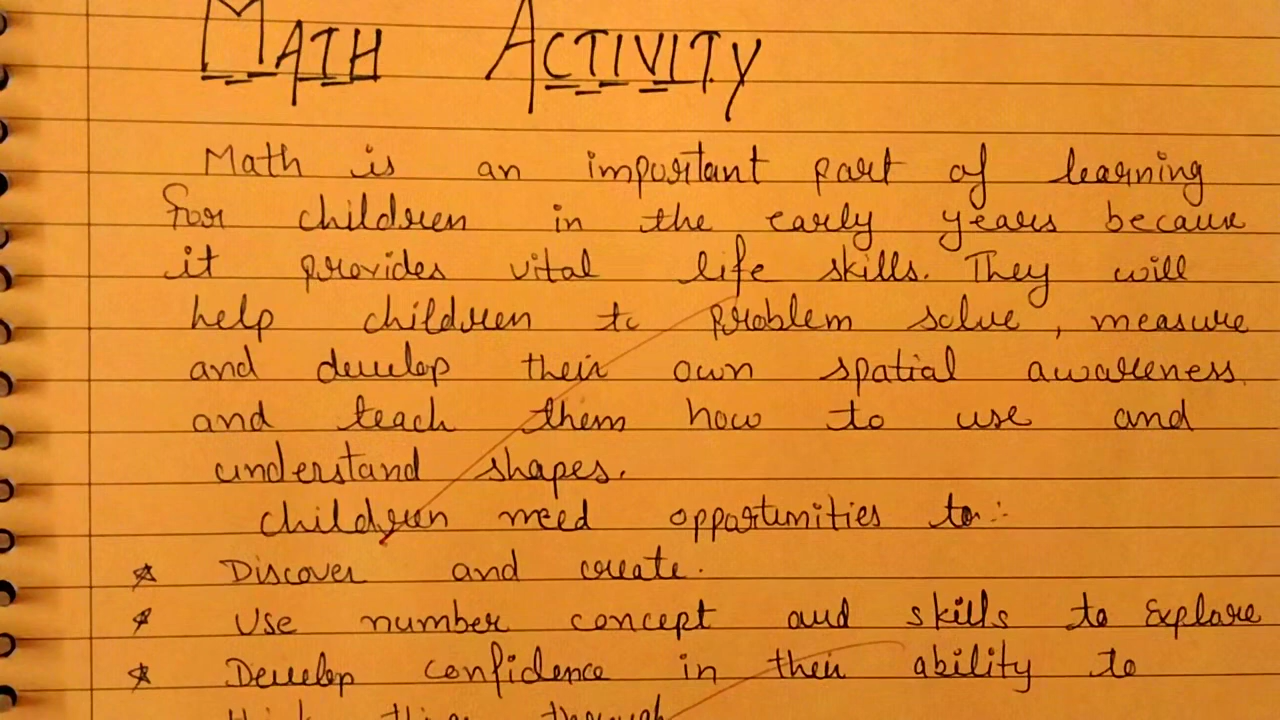 MATH ACTIVITY
Math is an important part of learning
for children in the early years because
it provides vital life skills. They will
help children to problem solve, measure
and develop their own spatial awareness
and teach them how to use and
understand shapes.
children need opportunities to:-
* Discover and create.
* Use number concept and skills to Explore
* Develop confidence in their ability to
think things through